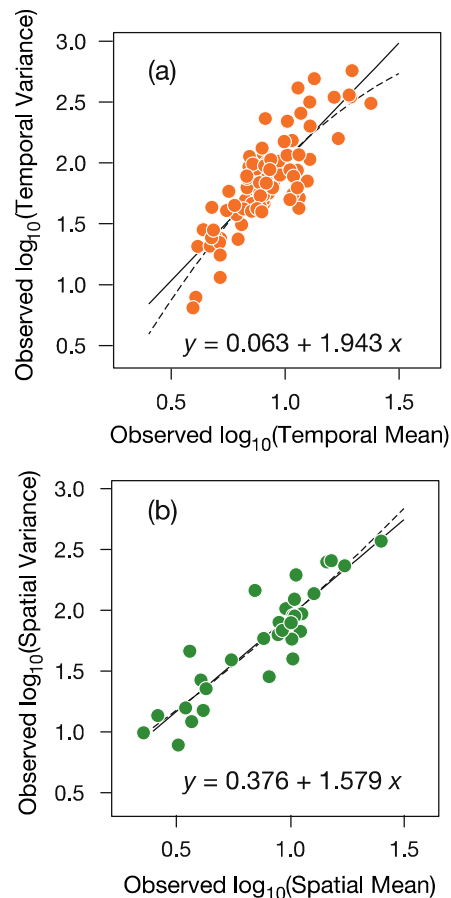 (a)
Observed log10(Temporal Variance)
3.0
2.5
2.0
1.5
1.0
0.5
y = 0.063 + 1.943 x
0.5
1.0
1.5
Observed log10(Temporal Mean)
(b)
Observed log10(Spatial Variance)
3.0
2.5
2.0
1.5
1.0
0.5
y = 0.376 + 1.579 x
0.5
1.0
1.5
Observed log10(Spatial Mean)